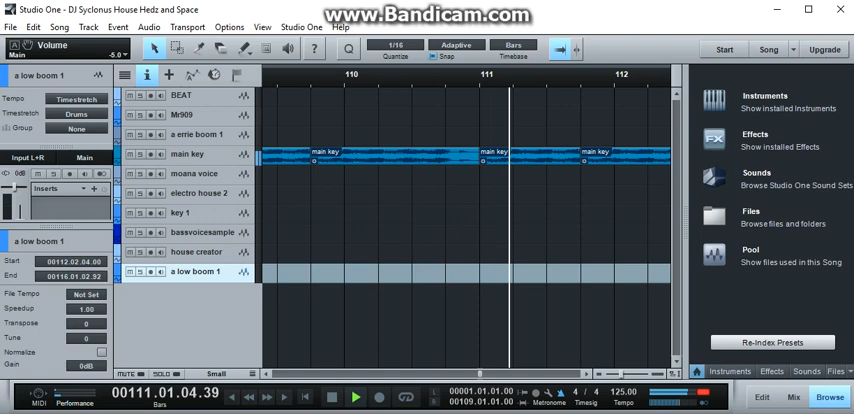 www.Bandicam.com
Studio One - DJ Syclonus House Hedz and Space
File Edit Song Track Event Audio Transport Options View Studio One Help
A Volume
Main -5.0
? Q
1/16 Adaptive Bars
Quantize Snap Timebase
Start Song Upgrade
a low boom 1
Tempo Timestretch
Timestretch Drums
Group None
Input L+R Main
0dB M S
Inserts
a low boom 1
Start 00112.02.04.00
End 00116.01.02.92
File Tempo Not Set
Speedup 1.00
Transpose 0
Tune 0
Normalize
Gain 0dB
110 111 112
M S BEAT
M S Mr909
M S a errie boom 1
M S main key
M S moana voice
M S electro house 2
M S key 1
M S bassvoicesample
M S house creator
M S a low boom 1
main key main key main key
MUTE SOLO Small
Instruments
Show installed Instruments
FX
Effects
Show installed Effects
Sounds
Browse Studio One Sound Sets
Files
Browse files and folders
Pool
Show files used in this Song
Re-Index Presets
Instruments Effects Sounds Files
MIDI Performance
00111.01.04.39
Bars
L 00001.01.01.00
R 00109.01.01.00
Metronome
4 / 4
Timesig
125.00
Tempo
Edit Mix Browse